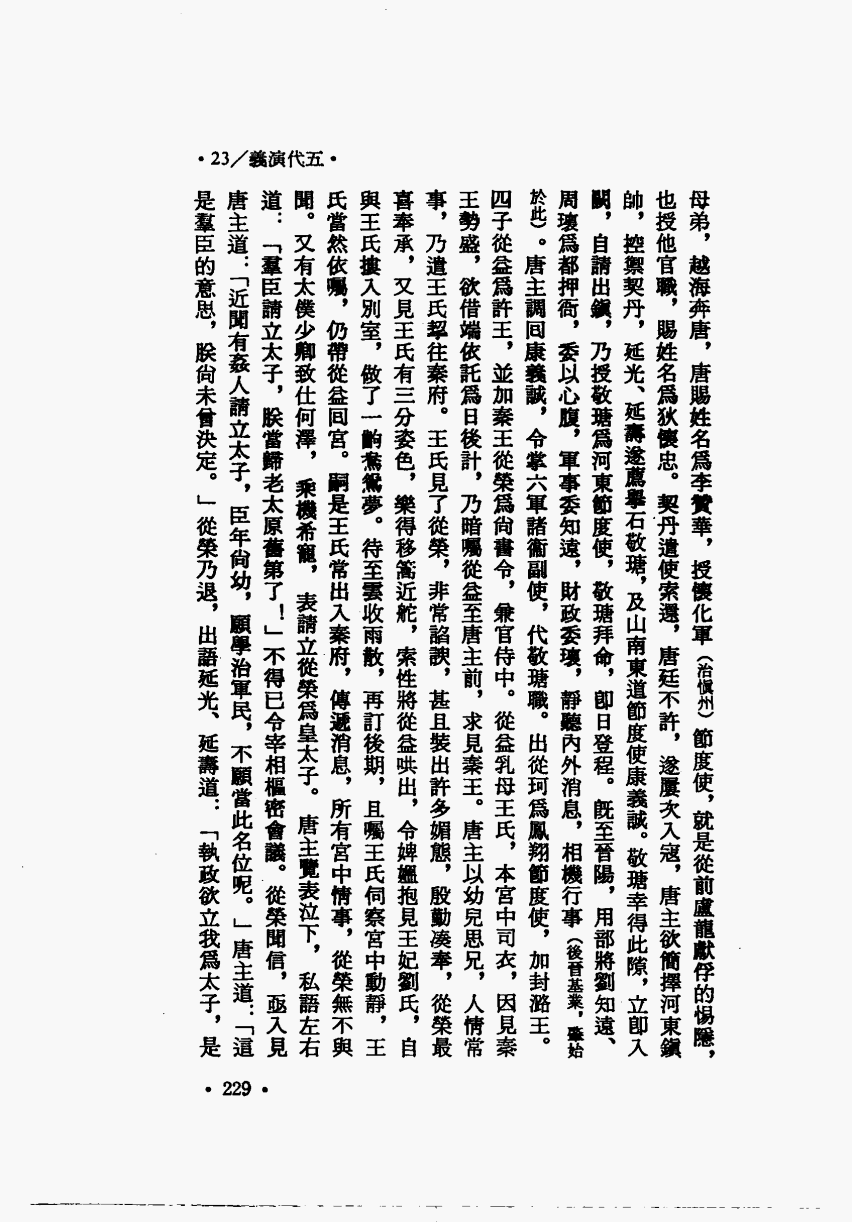 •23／義演代五•
母弟，越海奔唐，唐賜姓名爲李贊華，授懷化軍（治愼州）節度使，就是從前盧龍獻俘的惕隱，
也授他官職，賜姓名爲狄懷忠。契丹遣使索還，唐廷不許，遂屢次入寇，唐主欲簡擇河東鎭
帥，控禦契丹，延光、延壽遂薦舉石敬瑭，及山南東道節度使康義誠。敬瑭幸得此隙，立卽入
闕，自請出鎭，乃授敬瑭爲河東節度使，敬瑭拜命，卽日登程。旣至晉陽，用部將劉知遠、
周瓌爲都押衙，委以心腹，軍事委知遠，財政委瓌，靜聽內外消息，相機行事（後晉基業，肇始
於此）。唐主調回康義誠，令掌六軍諸衞副使，代敬瑭職。出從珂爲鳳翔節度使，加封潞王。
四子從益爲許王，並加秦王從榮爲尙書令，兼官侍中。從益乳母王氏，本宮中司衣，因見秦
王勢盛，欲借端依託爲日後計，乃暗囑從益至唐主前，求見秦王。唐主以幼兒思兄，人情常
事，乃遣王氏挈往秦府。王氏見了從榮，非常諂諛，甚且裝出許多媚態，殷勤湊奉，從榮最
喜奉承，又見王氏有三分姿色，樂得移篙近舵，索性將從益哄出，令婢嫗抱見王妃劉氏，自
與王氏摟入別室，做了一齣鴛鴦夢。待至雲收雨散，再訂後期，且囑王氏伺察宮中動靜，王
氏當然依囑，仍帶從益回宮。嗣是王氏常出入秦府，傳遞消息，所有宮中情事，從榮無不與
聞。又有太僕少卿致仕何澤，乘機希寵，表請立從榮爲皇太子。唐主覽表泣下，私語左右
道：「羣臣請立太子，朕當歸老太原舊第了！」不得已令宰相樞密會議。從榮聞信，亟入見
唐主道：「近聞有姦人請立太子，臣年尙幼，願學治軍民，不願當此名位呢。」唐主道：「這
是羣臣的意思，朕尙未曾決定。」從榮乃退，出語延光、延壽道：「執政欲立我爲太子，是
•229•